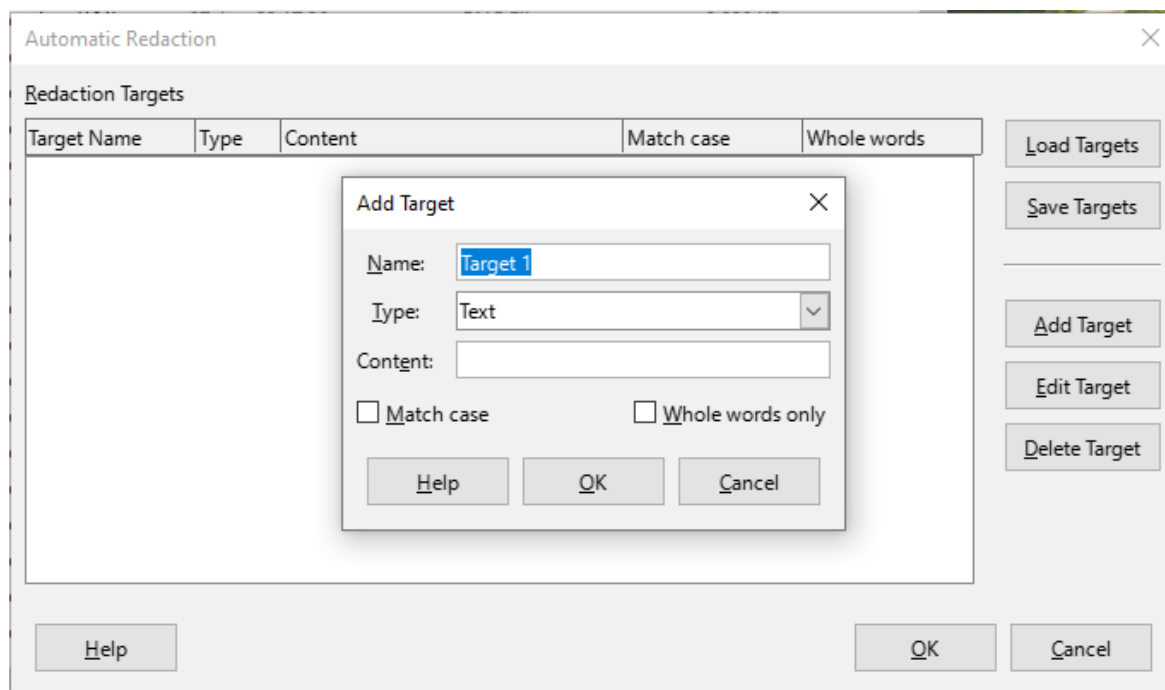 Automatic Redaction
Redaction Targets
Target Name Type Content Match case Whole words
Load Targets
Save Targets
Add Target
Edit Target
Delete Target
Add Target
Name: Target 1
Type: Text
Content:
Match case Whole words only
Help OK Cancel
Help OK Cancel